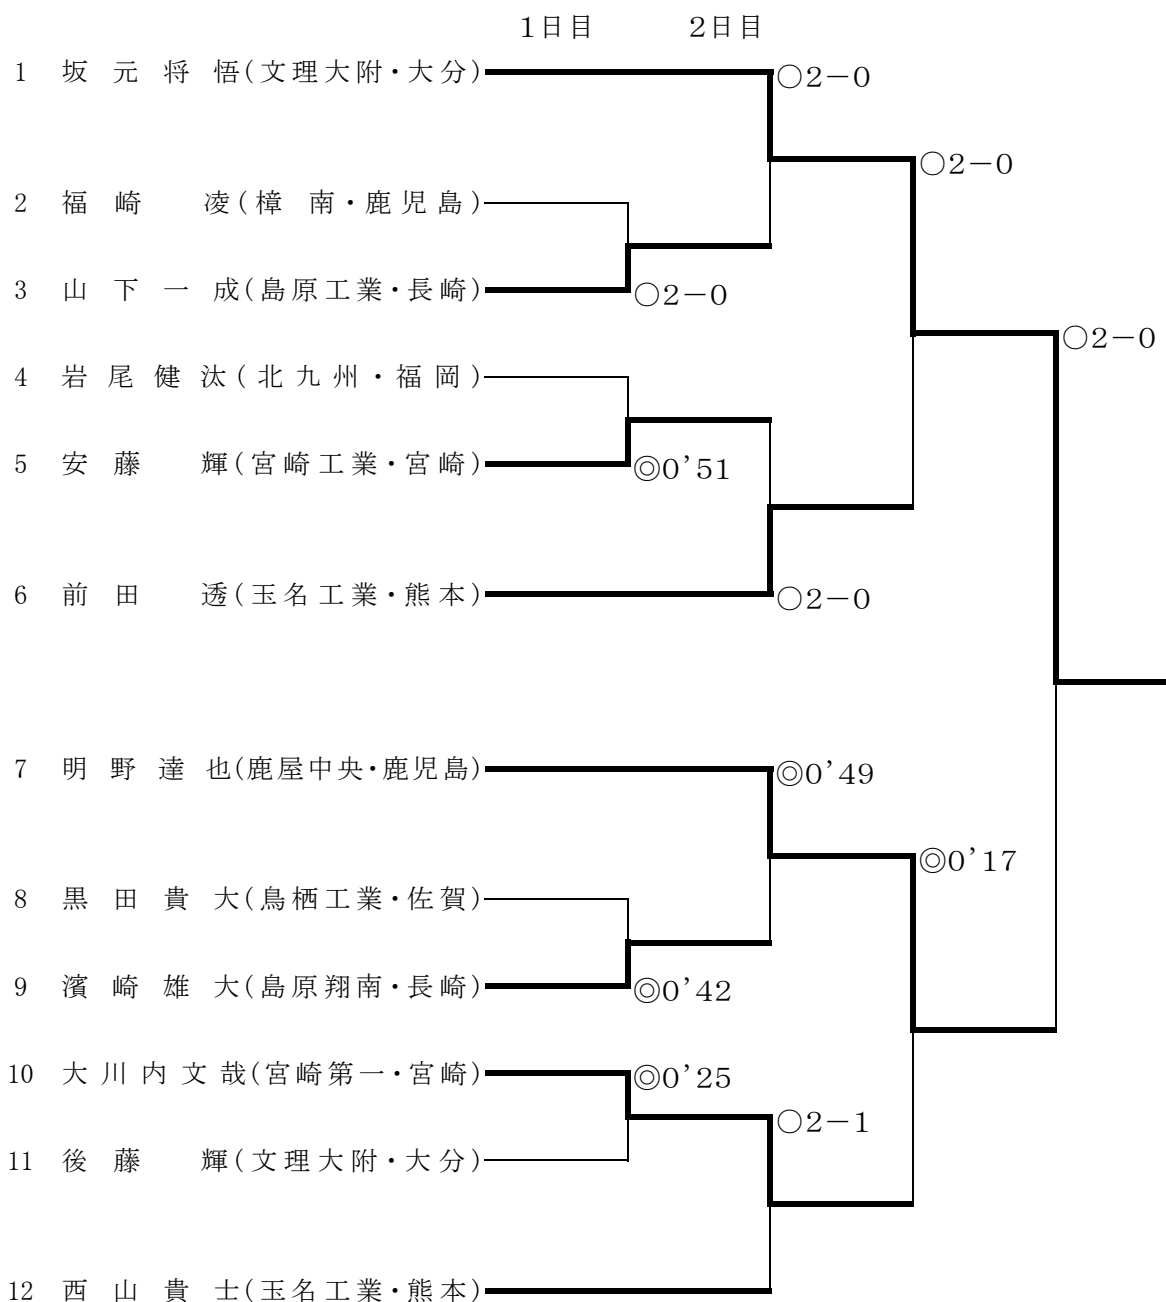 1日目 2日目
1 坂元将悟(文理大附・大分) ○2-0
○2-0
2 福崎 凌(樟南・鹿児島)
3 山下一成(島原工業・長崎) ○2-0
○2-0
4 岩尾健汰(北九州・福岡)
5 安藤 輝(宮崎工業・宮崎) ◎0'51
6 前田 透(玉名工業・熊本) ○2-0
7 明野達也(鹿屋中央・鹿児島) ◎0'49
◎0'17
8 黒田貴大(鳥栖工業・佐賀)
9 濱崎雄大(島原翔南・長崎) ◎0'42
10 大川内文哉(宮崎第一・宮崎) ◎0'25
○2-1
11 後藤 輝(文理大附・大分)
12 西山貴士(玉名工業・熊本)